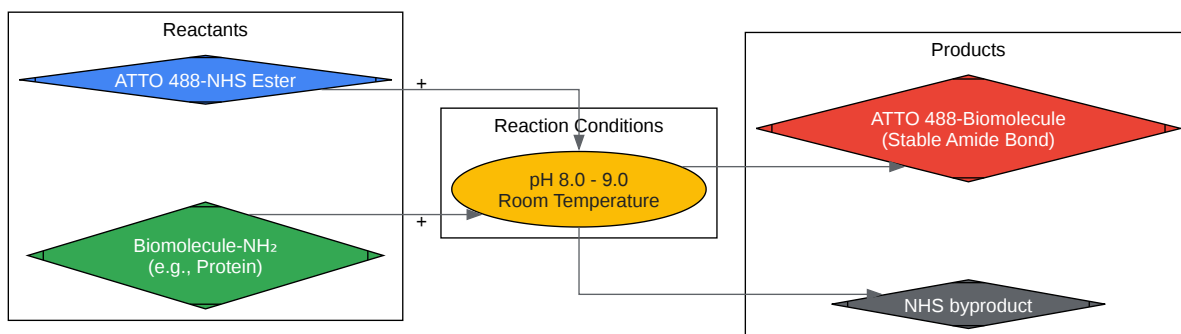 Reactants
ATTO 488-NHS Ester
+
Biomolecule-NH₂
(e.g., Protein)
+
Reaction Conditions
pH 8.0 - 9.0
Room Temperature
Products
ATTO 488-Biomolecule
(Stable Amide Bond)
NHS byproduct